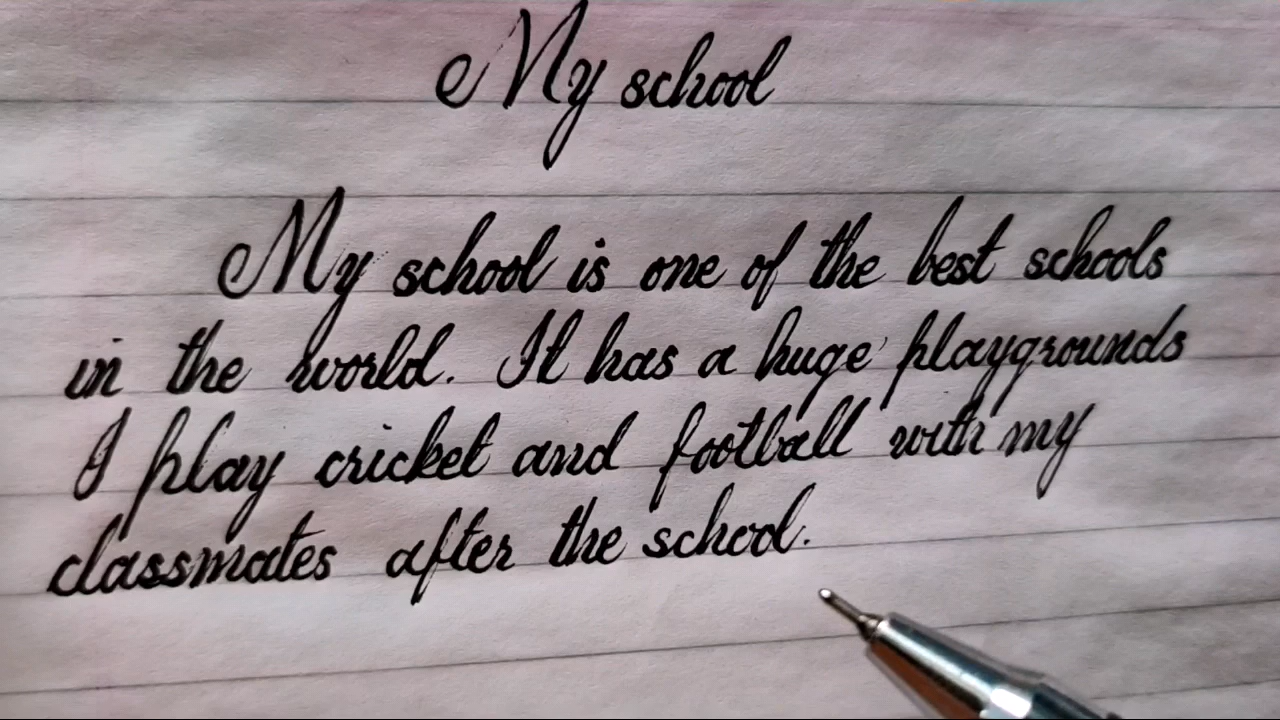 My school
My school is one of the best schools
in the world. It has a huge playgrounds
I play cricket and football with my
classmates after the school.